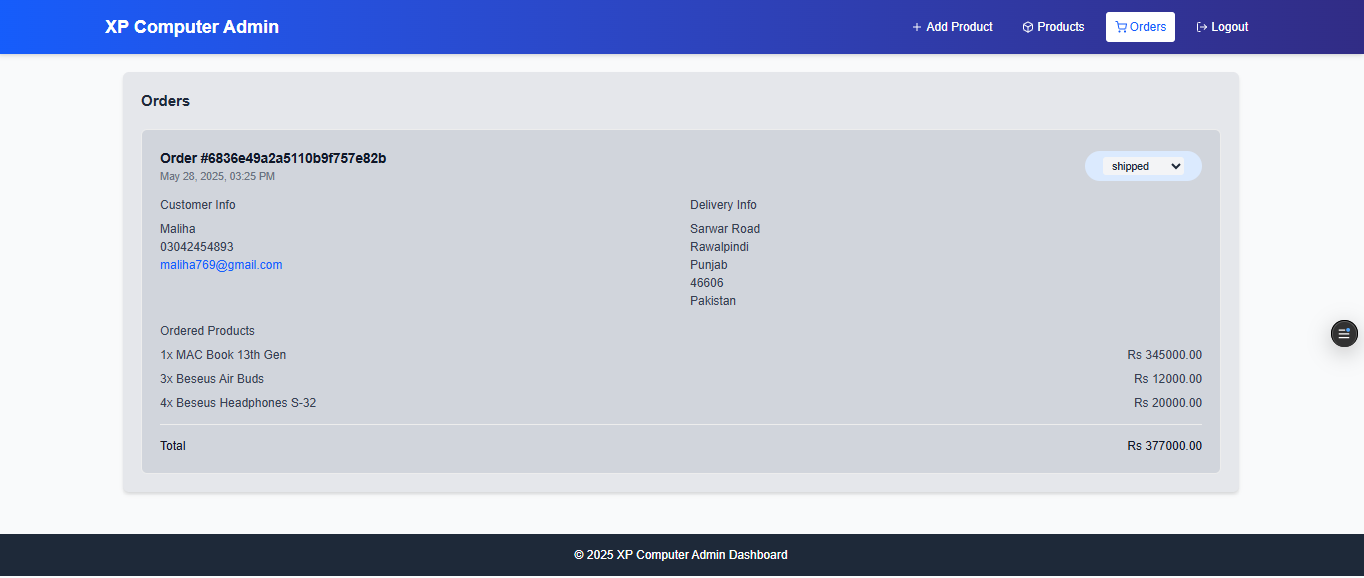 XP Computer Admin
+ Add Product
Products
Orders
Logout
Orders
Order #6836e49a2a5110b9f757e82b
shipped
May 28, 2025, 03:25 PM
Customer Info
Maliha
03042454893
maliha769@gmail.com
Delivery Info
Sarwar Road
Rawalpindi
Punjab
46606
Pakistan
Ordered Products
1x MAC Book 13th Gen Rs 345000.00
3x Beseus Air Buds Rs 12000.00
4x Beseus Headphones S-32 Rs 20000.00
Total Rs 377000.00
© 2025 XP Computer Admin Dashboard